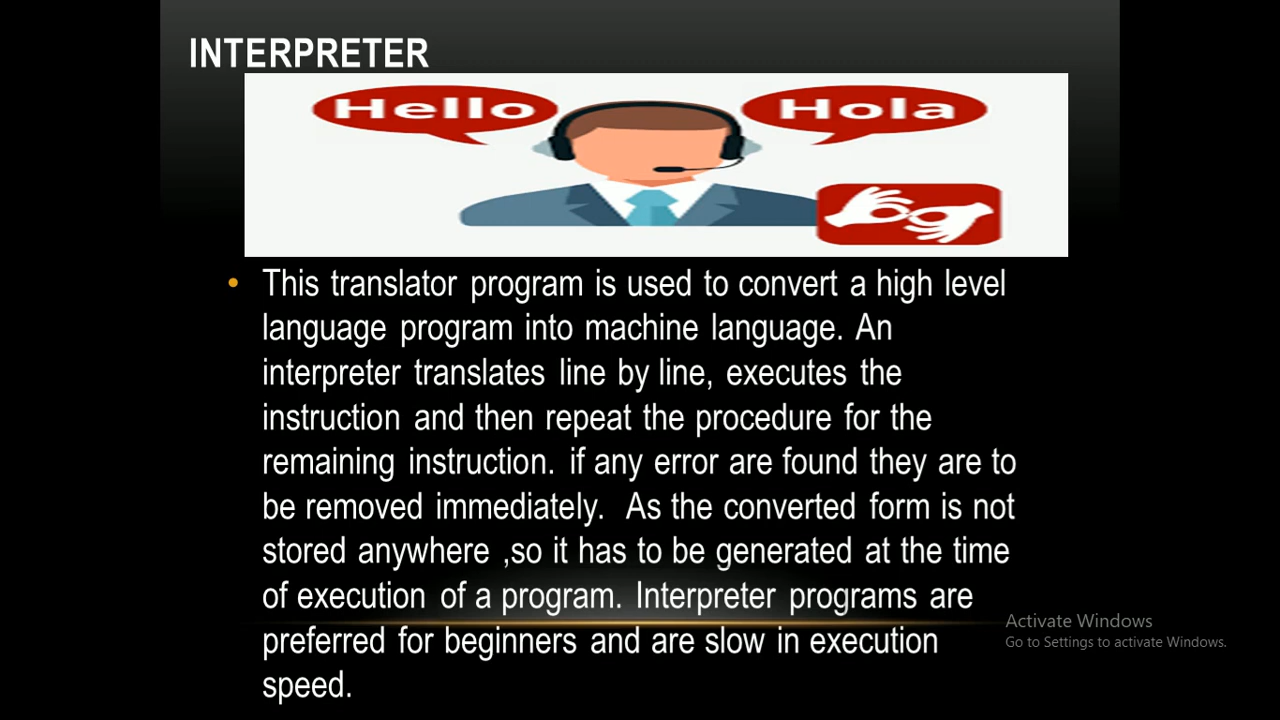 INTERPRETER
Hello
Hola
• This translator program is used to convert a high level
language program into machine language. An
interpreter translates line by line, executes the
instruction and then repeat the procedure for the
remaining instruction. if any error are found they are to
be removed immediately. As the converted form is not
stored anywhere ,so it has to be generated at the time
of execution of a program. Interpreter programs are
preferred for beginners and are slow in execution
speed.
Activate Windows
Go to Settings to activate Windows.